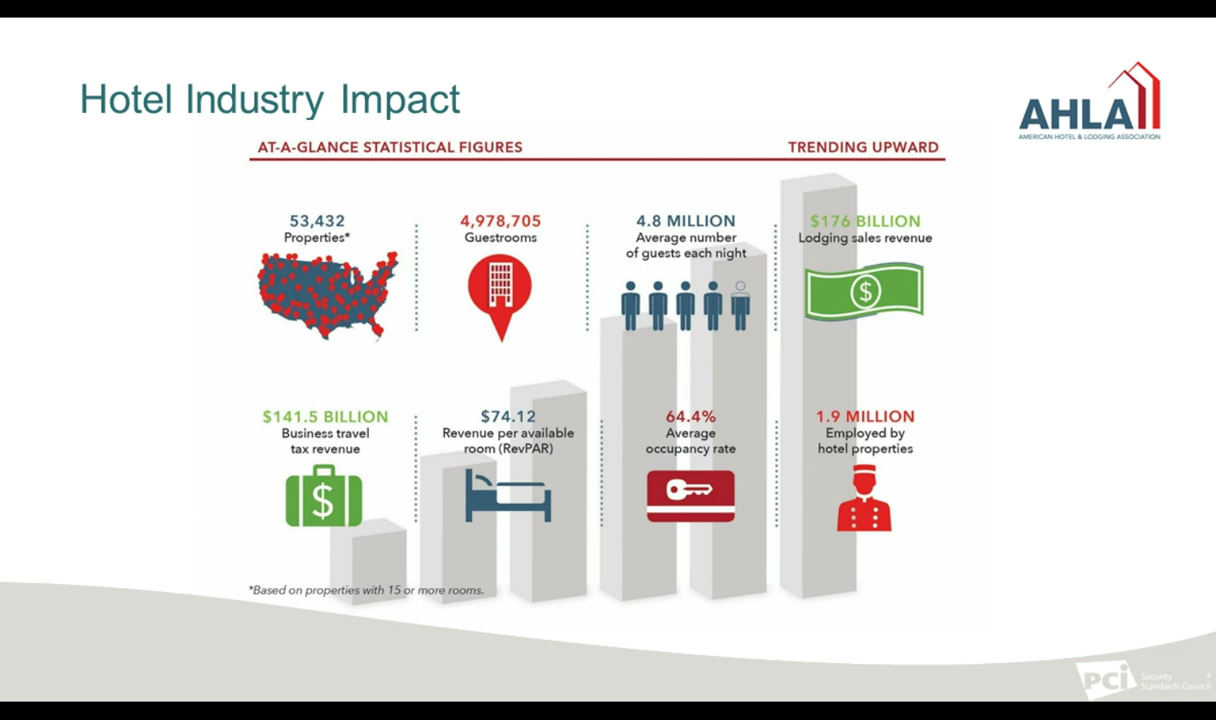 Hotel Industry Impact
AHLA
AMERICAN HOTEL & LODGING ASSOCIATION
AT-A-GLANCE STATISTICAL FIGURES
TRENDING UPWARD
53,432
Properties*
4,978,705
Guestrooms
4.8 MILLION
Average number
of guests each night
$176 BILLION
Lodging sales revenue
$
$141.5 BILLION
Business travel
tax revenue
$
$74.12
Revenue per available
room (RevPAR)
64.4%
Average
occupancy rate
1.9 MILLION
Employed by
hotel properties
*Based on properties with 15 or more rooms.
PCi
Security
Standards Council
®